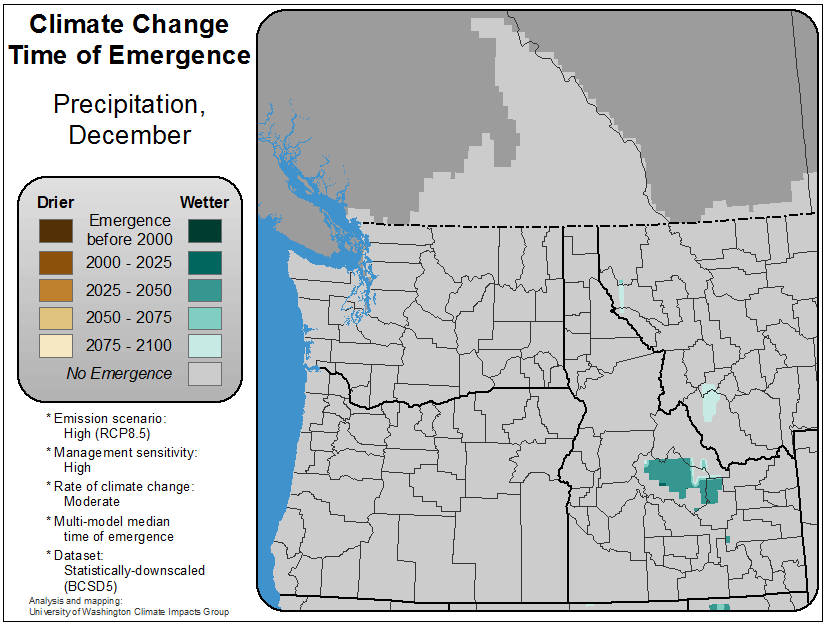 Climate Change
Time of Emergence
Precipitation,
December
Drier
Wetter
Emergence
before 2000
2000 - 2025
2025 - 2050
2050 - 2075
2075 - 2100
No Emergence
* Emission scenario:
High (RCP8.5)
* Management sensitivity:
High
* Rate of climate change:
Moderate
* Multi-model median
time of emergence
* Dataset:
Statistically-downscaled
(BCSD5)
Analysis and mapping:
University of Washington Climate Impacts Group